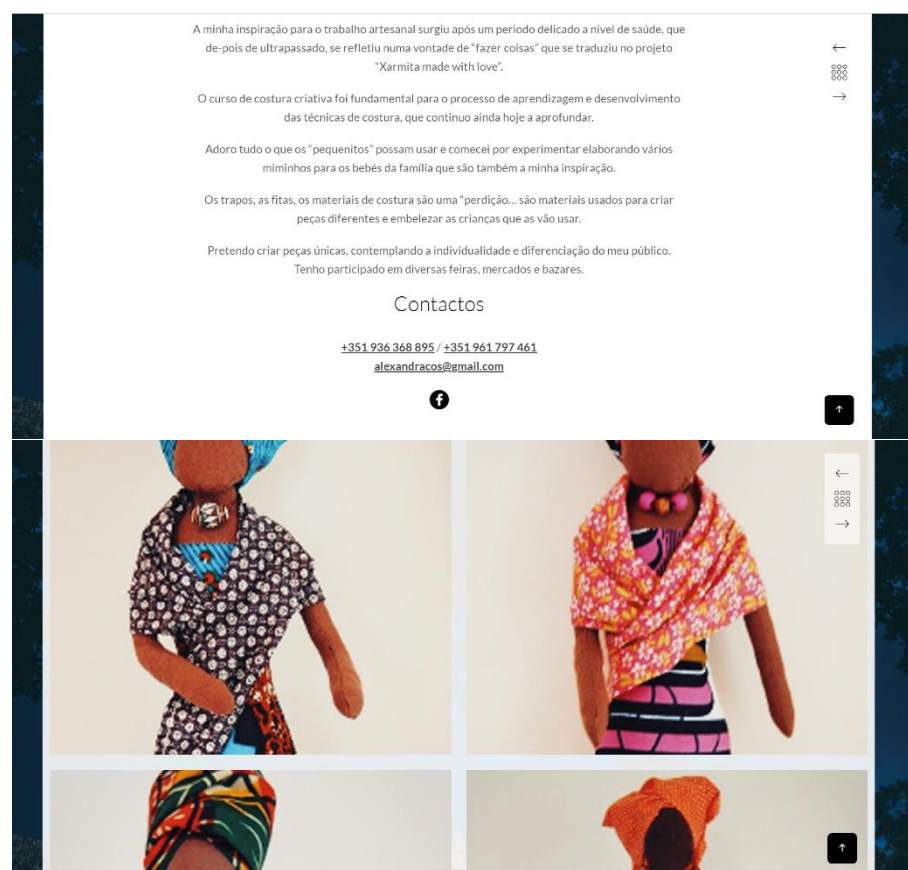 A minha inspiração para o trabalho artesanal surgiu após um período delicado a nível de saúde, que
de-pois de ultrapassado, se refletiu numa vontade de “fazer coisas” que se traduziu no projeto
"Xarmita made with love”.
O curso de costura criativa foi fundamental para o processo de aprendizagem e desenvolvimento
das técnicas de costura, que continuo ainda hoje a aprofundar.
Adoro tudo o que os “pequenitos” possam usar e comecei por experimentar elaborando vários
miminhos para os bebés da família que são também a minha inspiração.
Os trapos, as fitas, os materiais de costura são uma “perdição... são materiais usados para criar
peças diferentes e embelezar as crianças que as vão usar.
Pretendo criar peças únicas, contemplando a individualidade e diferenciação do meu público.
Tenho participado em diversas feiras, mercados e bazares.
Contactos
+351 936 368 895 / +351 961 797 461
alexandracos@gmail.com